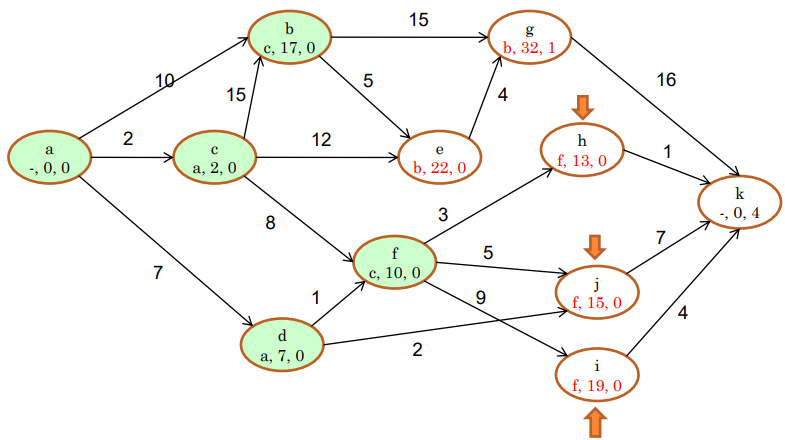 15
b
c, 17, 0
g
b, 32, 1
10
5
16
15
4
2
12
a
-, 0, 0
c
a, 2, 0
e
b, 22, 0
h
f, 13, 0
1
k
-, 0, 4
8
3
7
5
7
f
c, 10, 0
1
9
j
f, 15, 0
4
d
a, 7, 0
2
i
f, 19, 0